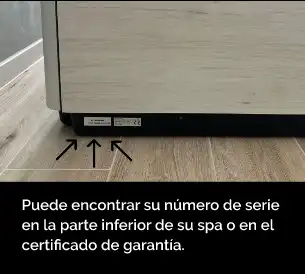 Puede encontrar su número de serie
en la parte inferior de su spa o en el
certificado de garantía.